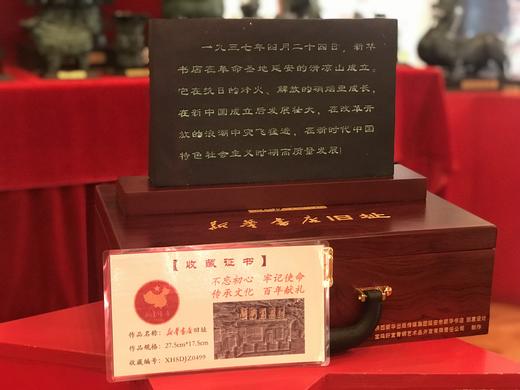 一九三七年四月二十四日，新华
书店在革命圣地延安的清凉山成立。
它在抗日的烽火、解放的硝烟里成长，
在新中国成立后发展壮大，在改革开
放的浪潮中突飞猛进，在新时代中国
特色社会主义时期高质量发展！
新华书店旧址
【收藏证书】
不忘初心 牢记使命
传承文化 百年献礼
作品名称：新华书店旧址
作品规格：27.5cm*17.5cm
收藏编号：XHSDJZ0499